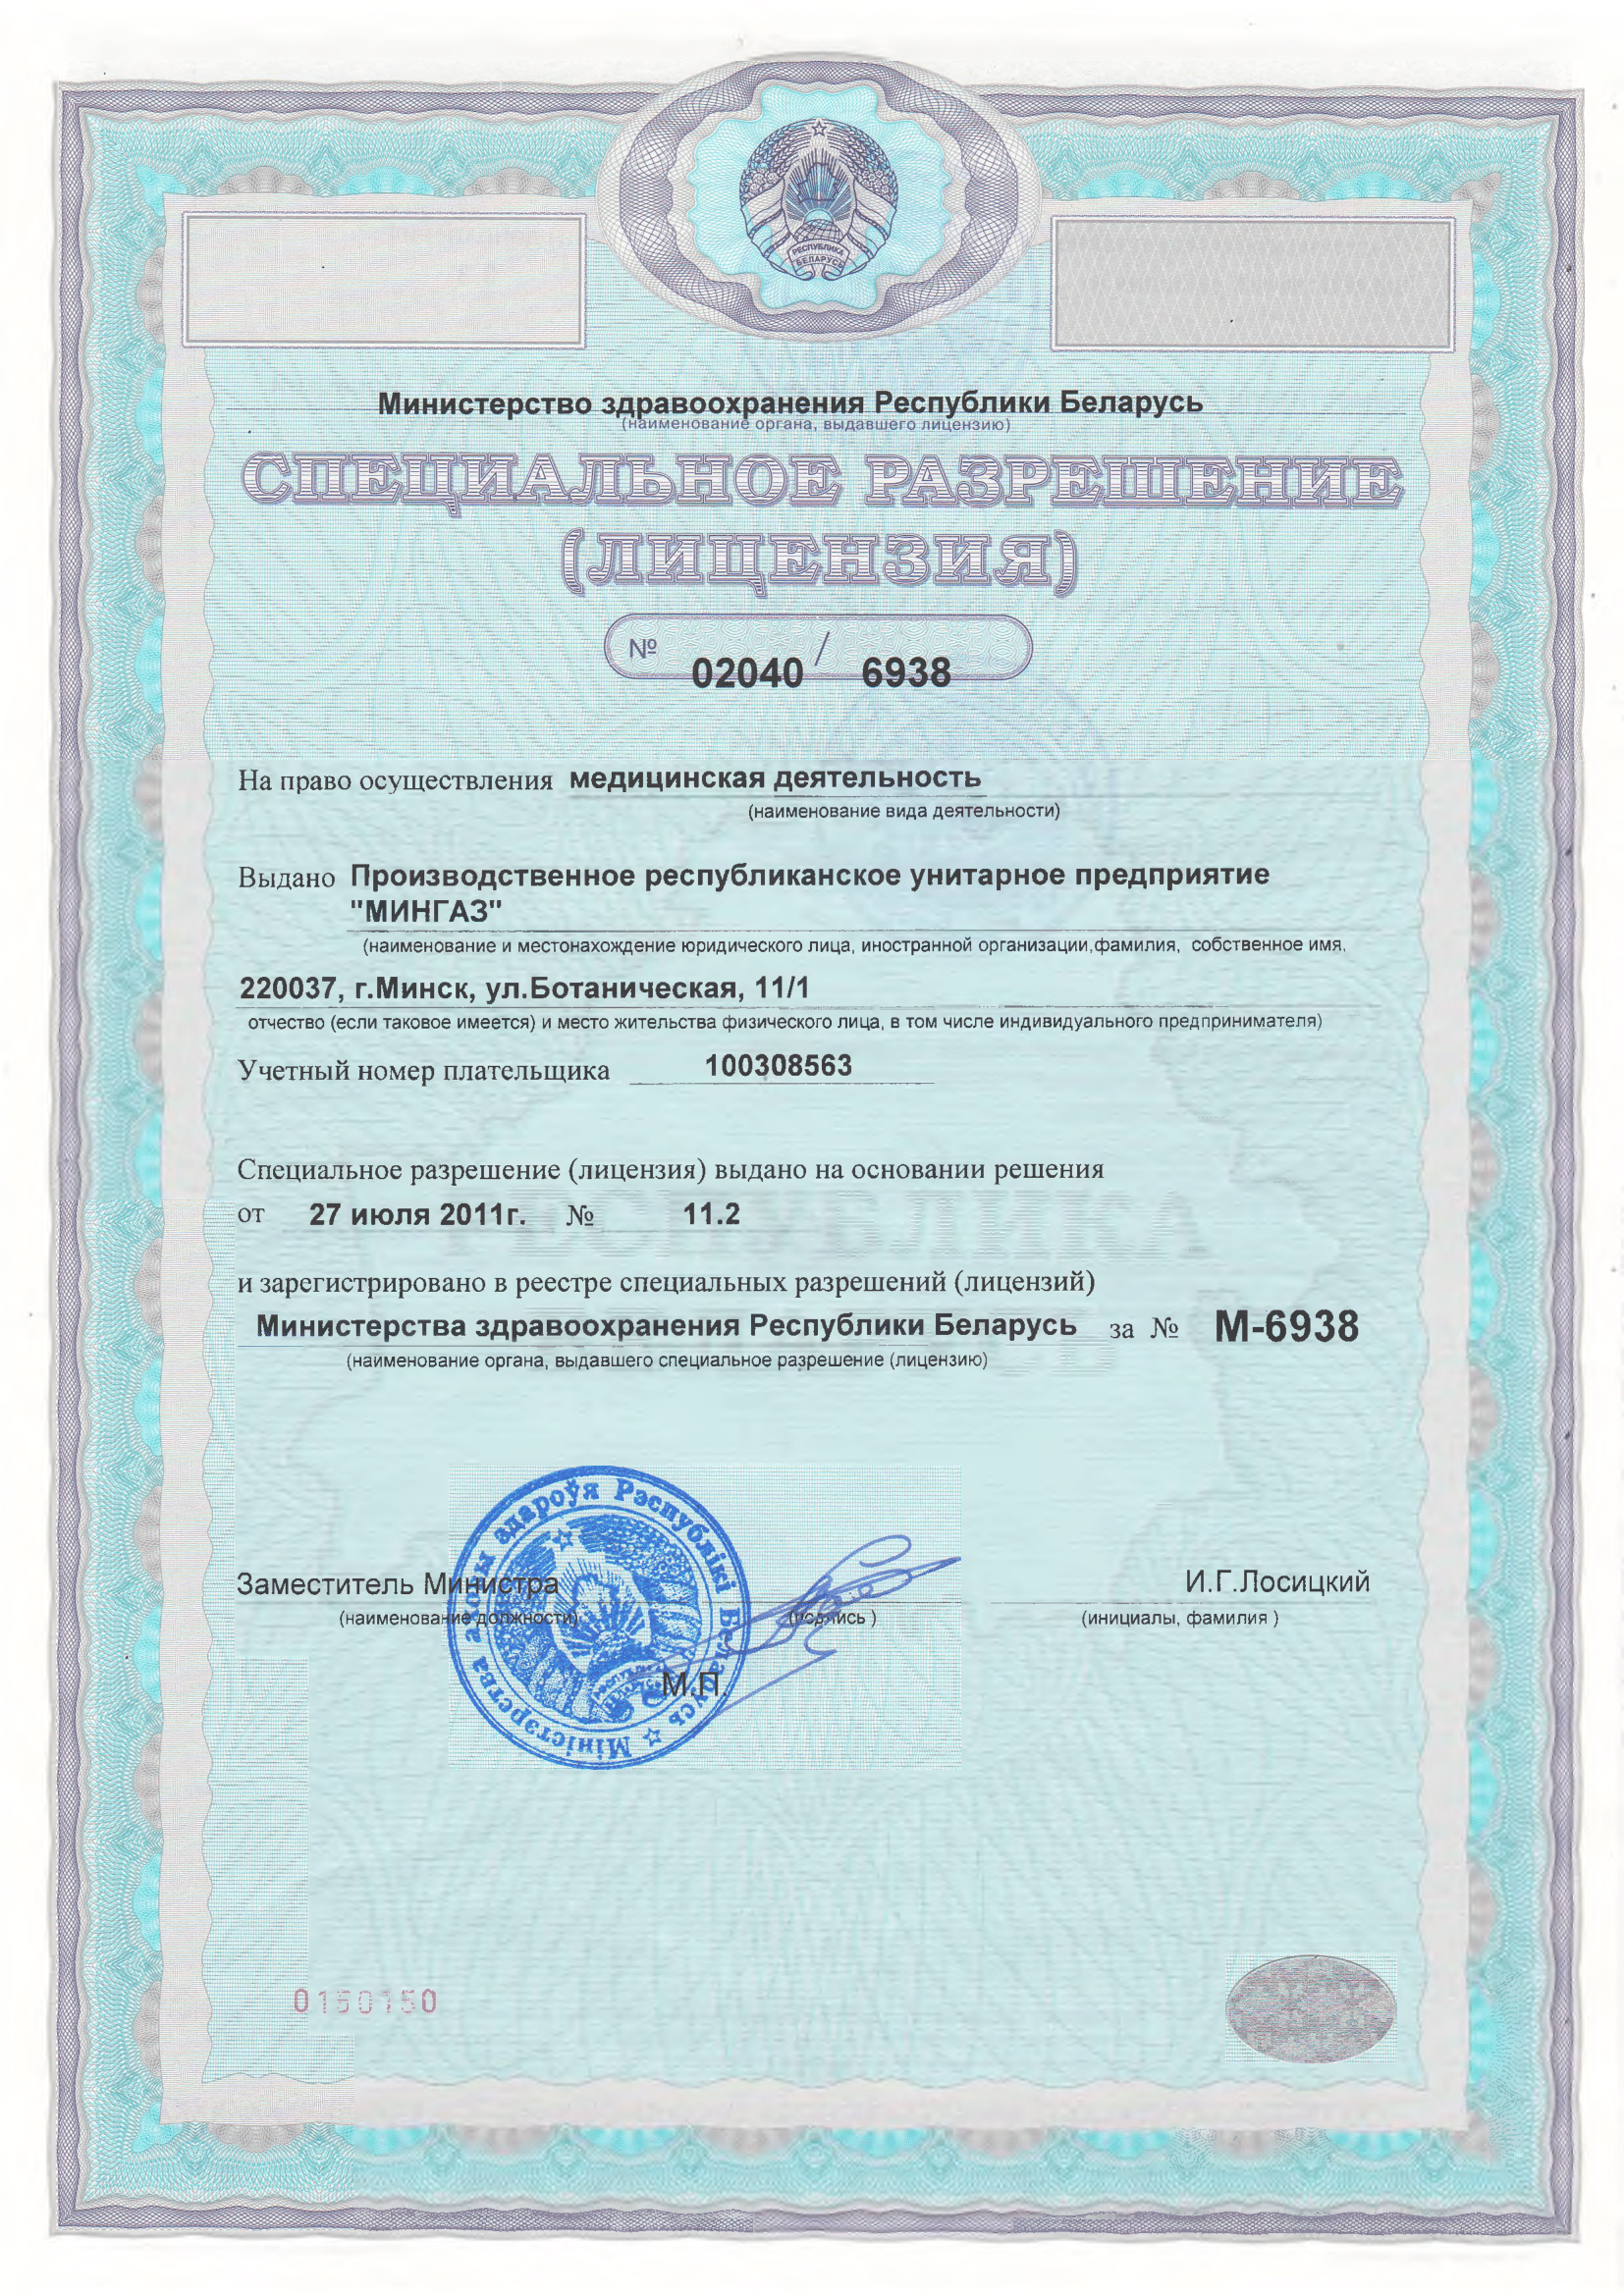 РЕСПУБЛИКА
БЕЛАРУСЬ
Министерство здравоохранения Республики Беларусь
(наименование органа, выдавшего лицензию)
СПЕЦИАЛЬНОЕ РАЗРЕШЕНИЕ
(ЛИЦЕНЗИЯ)
№ 02040 / 6938
На право осуществления медицинская деятельность
(наименование вида деятельности)
Выдано Производственное республиканское унитарное предприятие
"МИНГАЗ"
(наименование и местонахождение юридического лица, иностранной организации,фамилия, собственное имя,
220037, г.Минск, ул.Ботаническая, 11/1
отчество (если таковое имеется) и место жительства физического лица, в том числе индивидуального предпринимателя)
Учетный номер плательщика 100308563
Специальное разрешение (лицензия) выдано на основании решения
от 27 июля 2011г. № 11.2
РЕСПУБЛИКА
и зарегистрировано в реестре специальных разрешений (лицензий)
Министерства здравоохранения Республики Беларусь за № М-6938
(наименование органа, выдавшего специальное разрешение (лицензию)
Міністэрства аховы здароўя Рэспублікі Беларусь
Заместитель Министра И.Г.Лосицкий
(наименование должности) (подпись ) (инициалы, фамилия )
М.П.
0150150